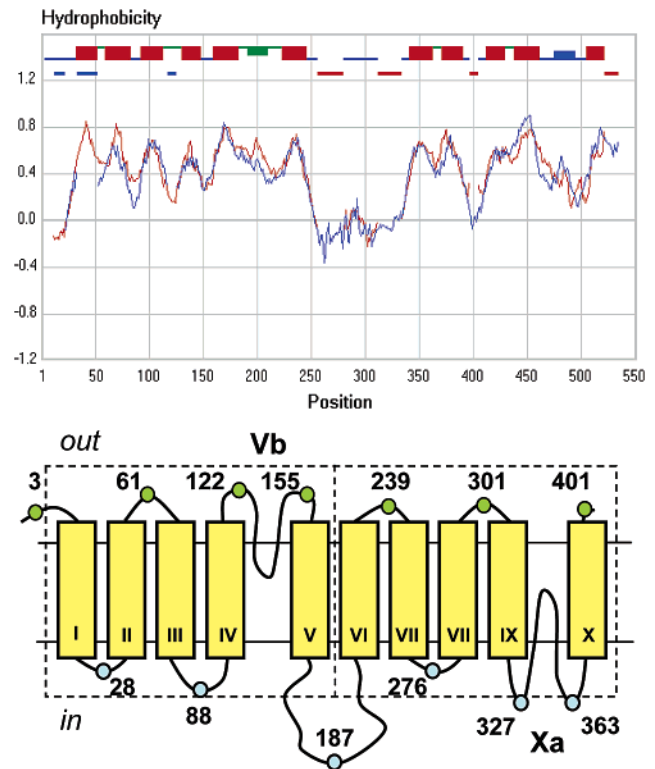 Hydrophobicity
1.2
0.8
0.4
0.0
-0.4
-0.8
-1.2
1 50 100 150 200 250 300 350 400 450 500 550
Position
out Vb
3 61 122 155 239 301 401
I II III IV V VI VII VII IX X
28 276
in 88 187 327 Xa 363